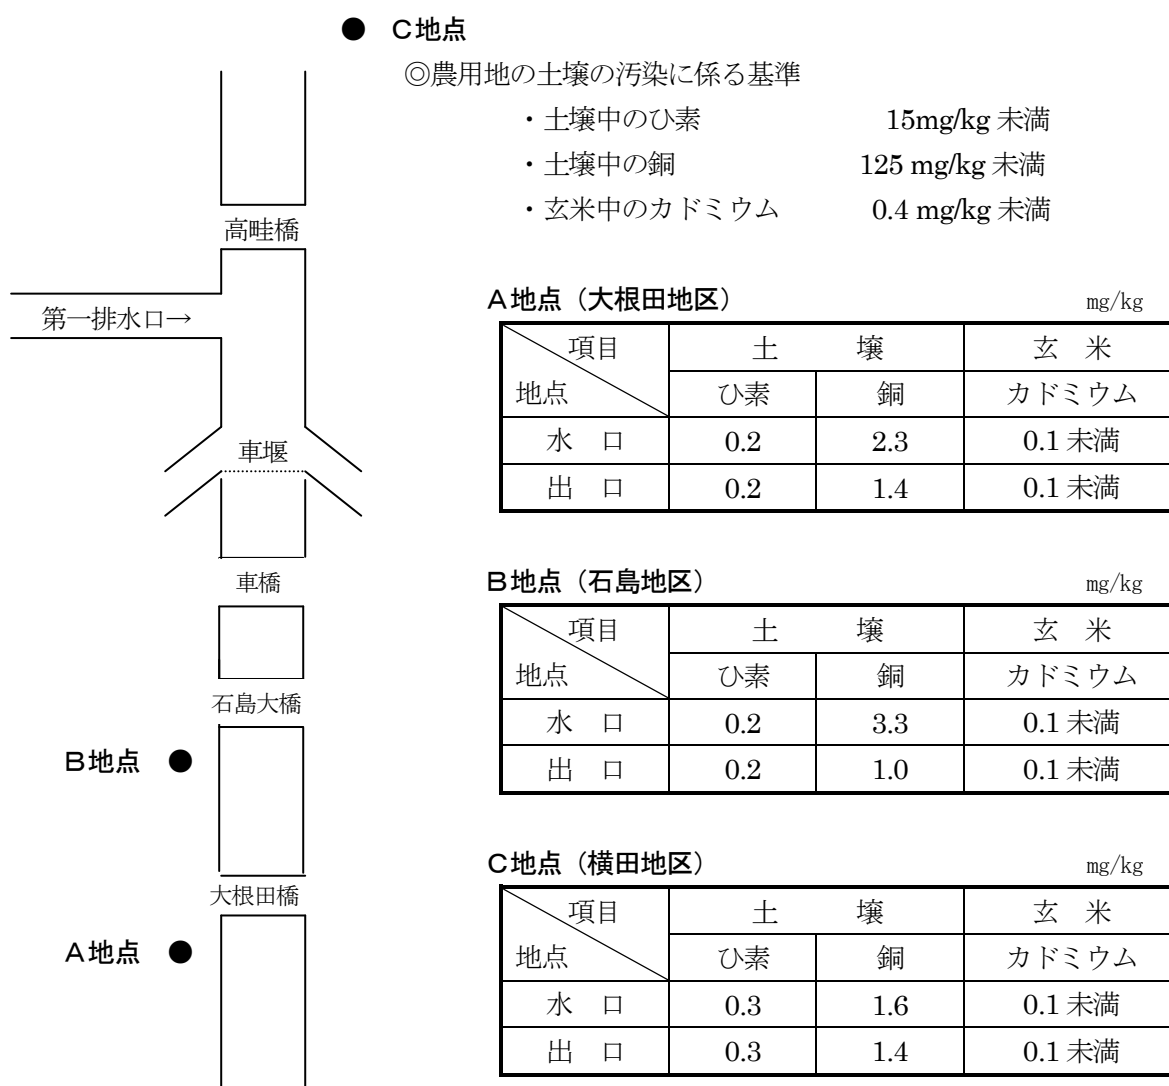 ● C地点
◎農用地の土壌の汚染に係る基準
・土壌中のひ素 15mg/kg 未満
・土壌中の銅 125 mg/kg 未満
・玄米中のカドミウム 0.4 mg/kg 未満
高畦橋
第一排水口→
車堰
車橋
石島大橋
B地点 ●
大根田橋
A地点 ●
A地点（大根田地区） mg/kg
項目 土 壌 玄 米
地点 ひ素 銅 カドミウム
水 口 0.2 2.3 0.1 未満
出 口 0.2 1.4 0.1 未満
B地点（石島地区） mg/kg
項目 土 壌 玄 米
地点 ひ素 銅 カドミウム
水 口 0.2 3.3 0.1 未満
出 口 0.2 1.0 0.1 未満
C地点（横田地区） mg/kg
項目 土 壌 玄 米
地点 ひ素 銅 カドミウム
水 口 0.3 1.6 0.1 未満
出 口 0.3 1.4 0.1 未満